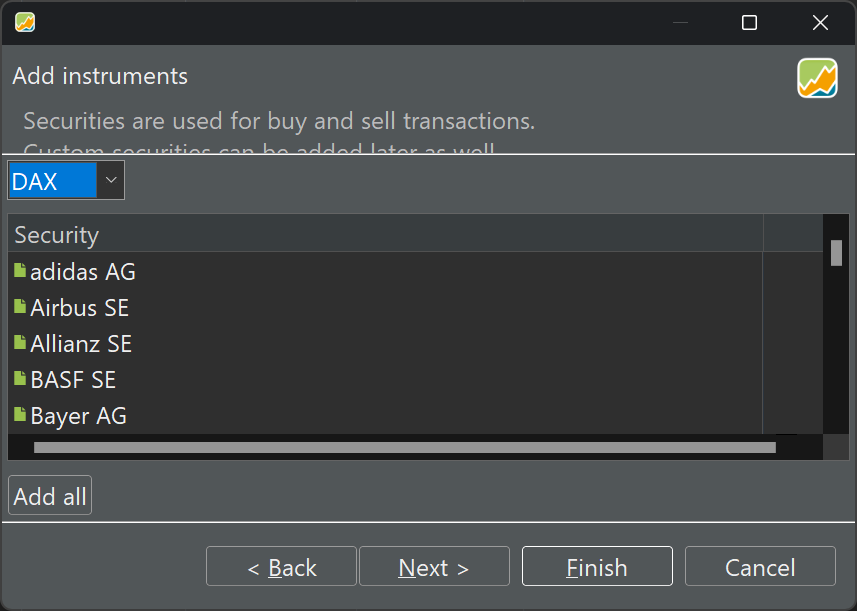 Add instruments
Securities are used for buy and sell transactions.
Custom securities can be added later as well.
DAX
Security
adidas AG
Airbus SE
Allianz SE
BASF SE
Bayer AG
Add all
< Back
Next >
Finish
Cancel